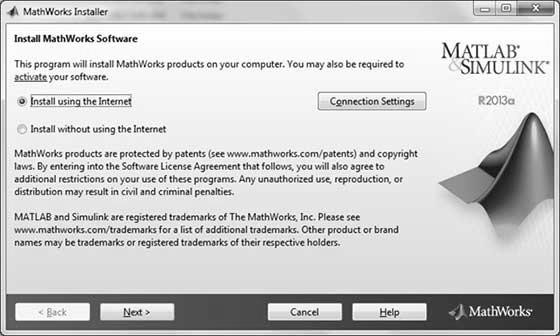 MathWorks Installer
Install MathWorks Software
This program will install MathWorks products on your computer. You may also be required to
activate your software.
Install using the Internet
Connection Settings
Install without using the Internet
MathWorks products are protected by patents (see www.mathworks.com/patents) and copyright
laws. By entering into the Software License Agreement that follows, you will also agree to
additional restrictions on your use of these programs. Any unauthorized use, reproduction, or
distribution may result in civil and criminal penalties.
MATLAB and Simulink are registered trademarks of The MathWorks, Inc. Please see
www.mathworks.com/trademarks for a list of additional trademarks. Other product or brand
names may be trademarks or registered trademarks of their respective holders.
MATLAB®
&SIMULINK®
R2013a
< Back
Next >
Cancel
Help
MathWorks®